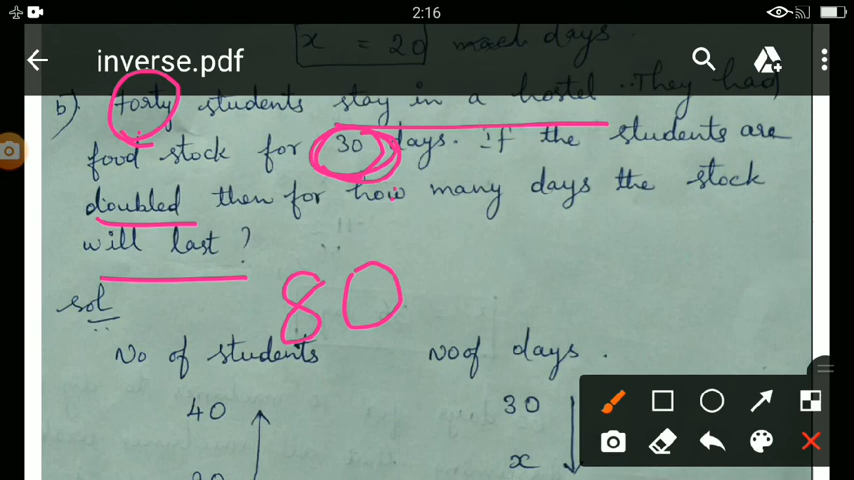 2:16
x = 20
days.
inverse.pdf
b). Forty students stay in a hostel. They had
food stock for 30 days. If the students are
doubled then for how many days the stock
will last?
80
sol
No of students No of days.
40 30
x